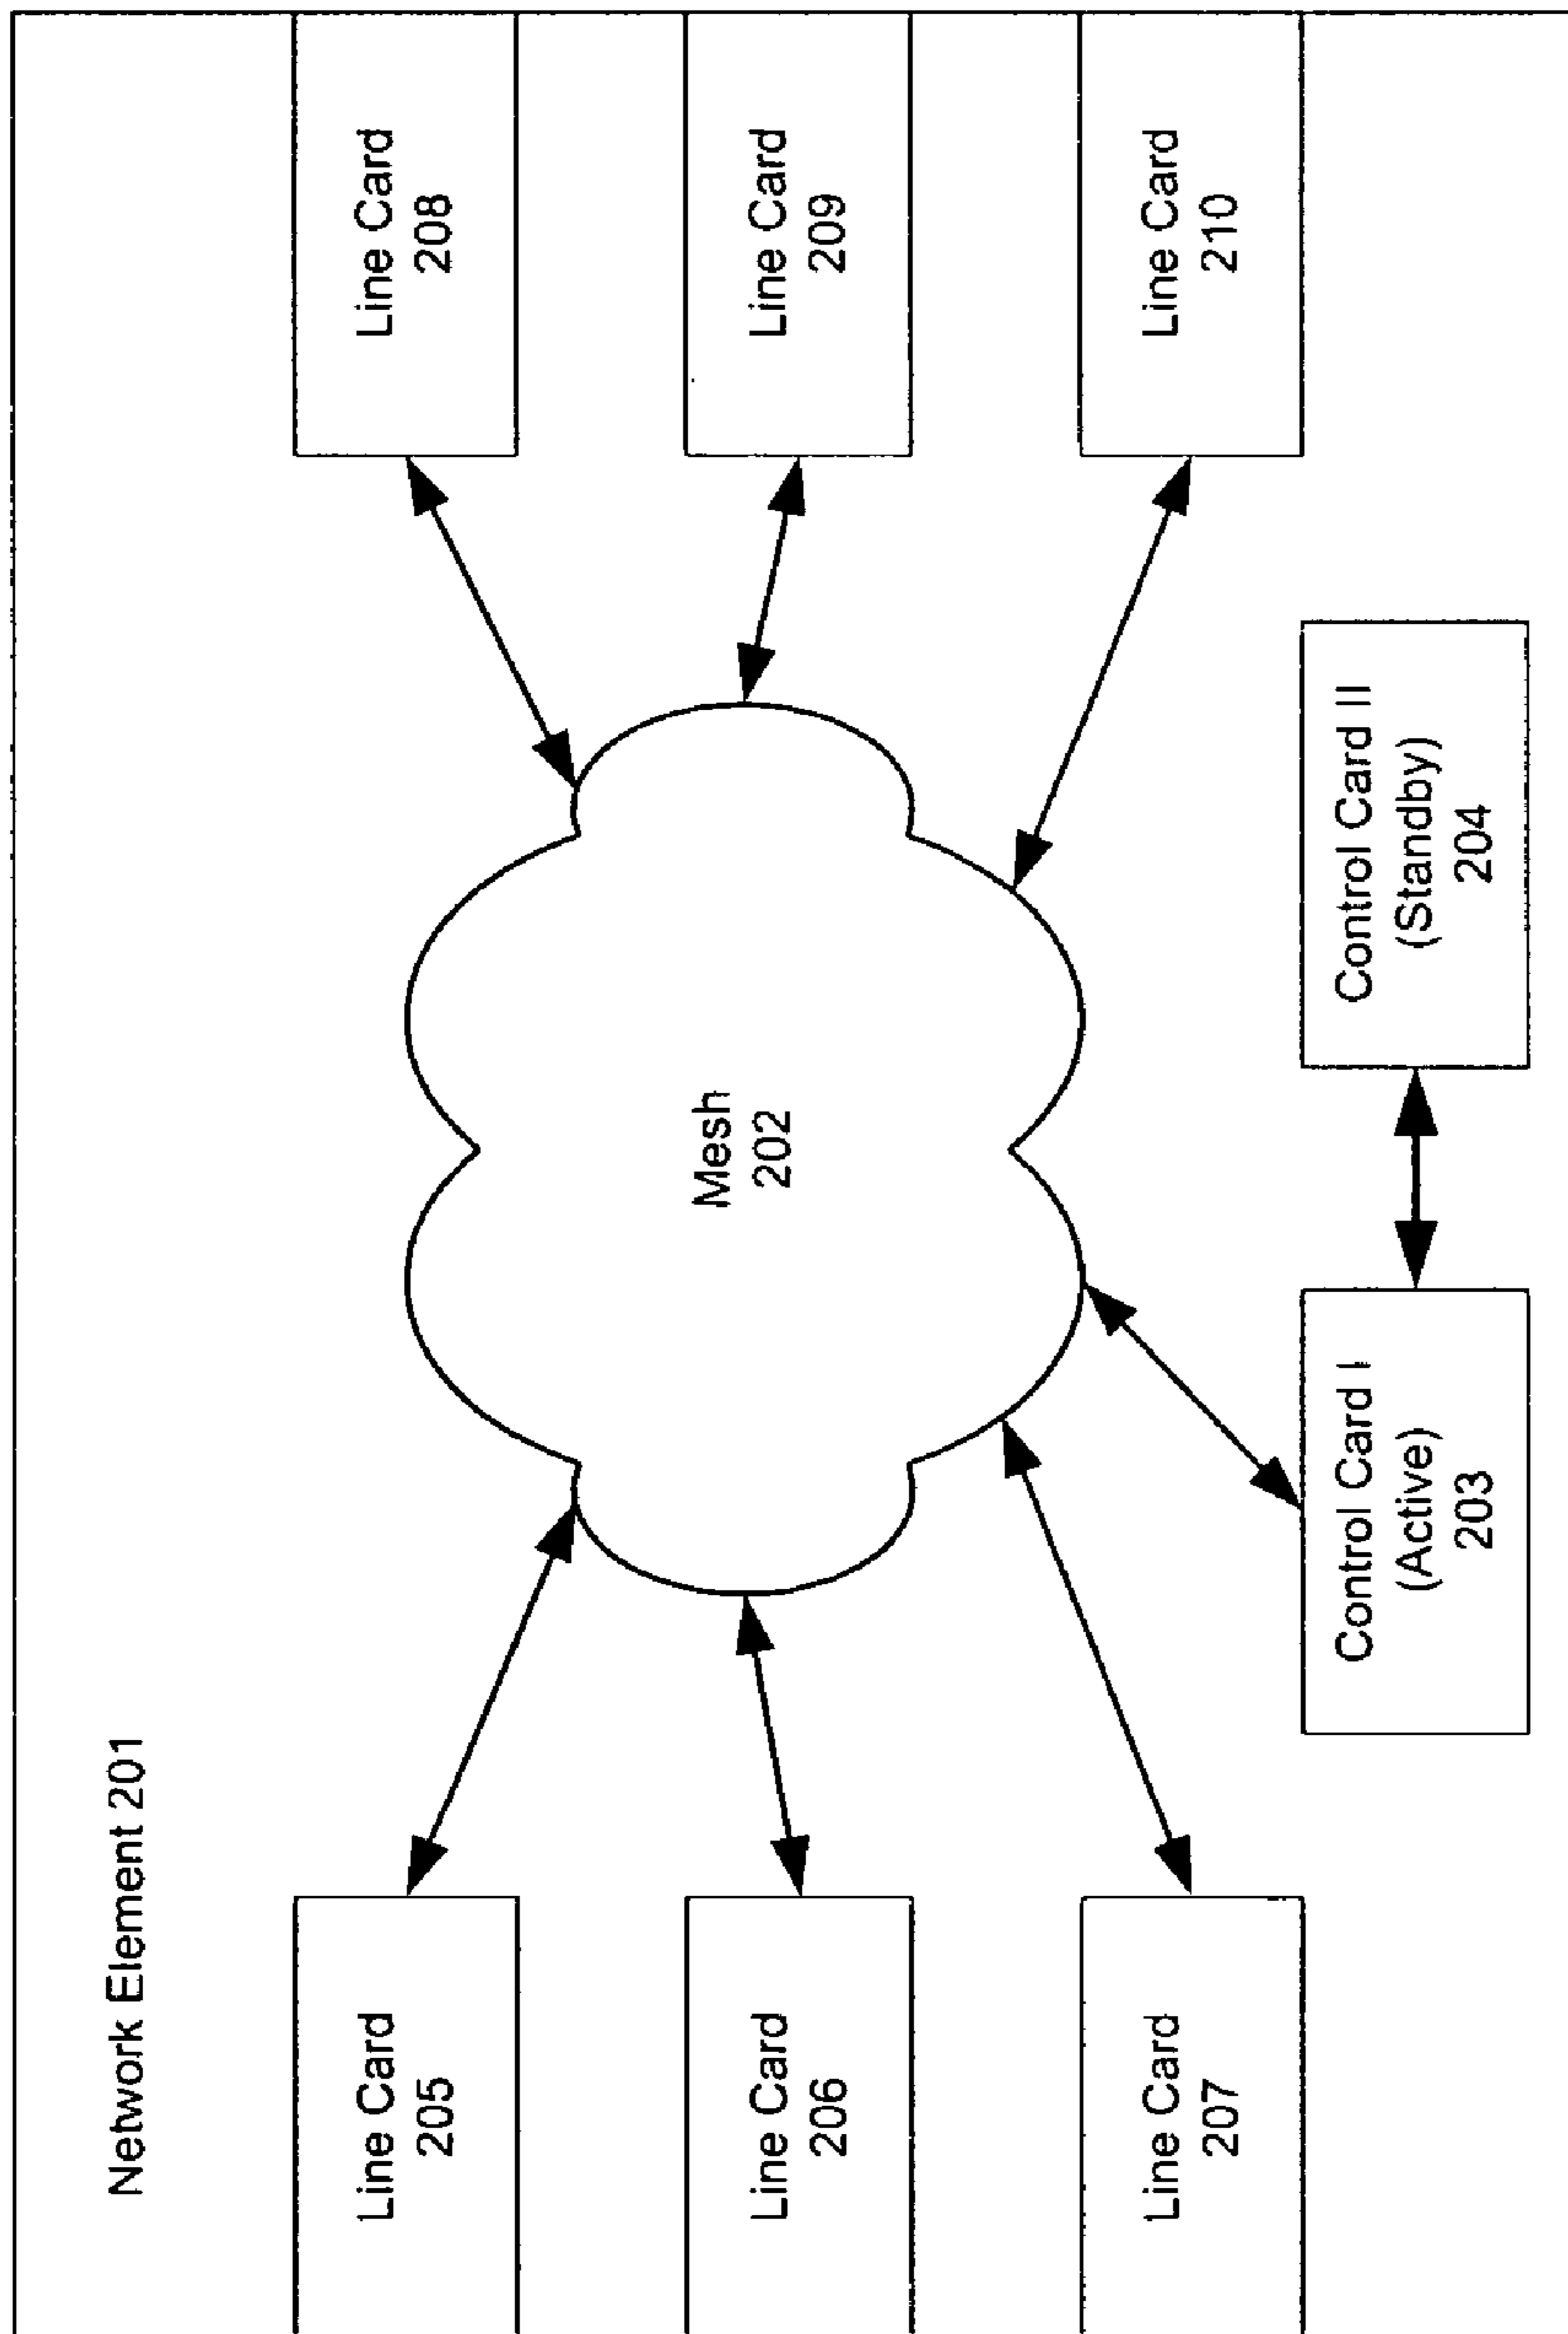 Network Element 201
Line Card
205
Line Card
208
Mesh
202
Line Card
206
Line Card
209
Line Card
207
Line Card
210
Control Card I
(Active)
203
Control Card II
(Standby)
204